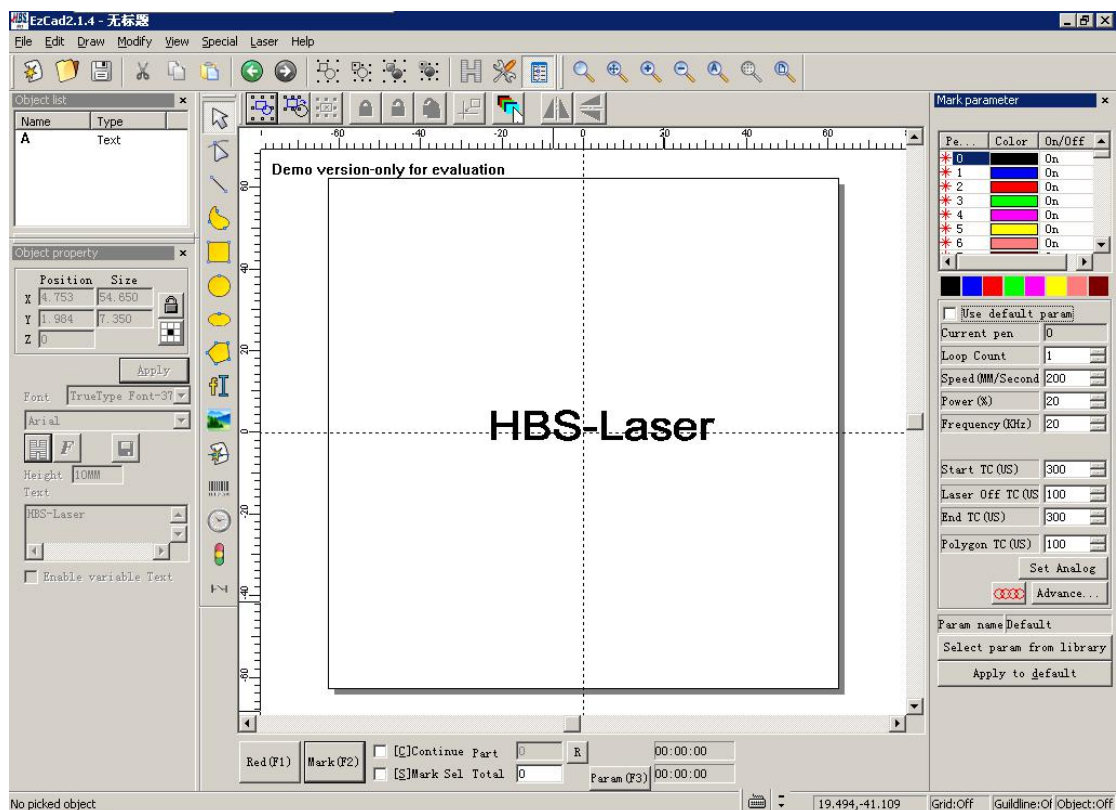 HBS
EzCad2.1.4 - 无标题
File Edit Draw Modify View Special Laser Help
Object list
Name Type
A Text
Object property
Position Size
X 4.753 54.650
Y 1.984 7.350
Z 0
Apply
Font TrueType Font-37
Arial
F
Height 10MM
Text
HBS-Laser
Enable variable Text
-60 -40 -20 0 20 40 60
Demo version-only for evaluation
60
40
20
0
-20
-40
-60
HBS-Laser
Red(F1) Mark(F2) [C]Continue Part 0 R 00:00:00
[S]Mark Sel Total 0 Param(F3) 00:00:00
Mark parameter
Pe... Color On/Off
0 On
1 On
2 On
3 On
4 On
5 On
6 On
Use default param
Current pen 0
Loop Count 1
Speed(MM/Second 200
Power(%) 20
Frequency(KHz) 20
Start TC(US) 300
Laser Off TC(US 100
End TC(US) 300
Polygon TC(US) 100
Set Analog
Advance...
Param name Default
Select param from library
Apply to default
No picked object 19.494,-41.109 Grid:Off Guildline:Of Object:Off